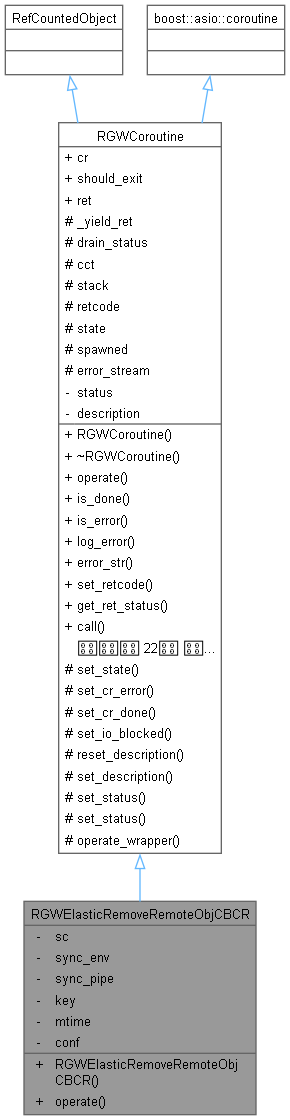 RefCountedObject
boost::asio::coroutine
RGWCoroutine
+ cr
+ should_exit
+ ret
# _yield_ret
# drain_status
# cct
# stack
# retcode
# state
# spawned
# error_stream
- status
- description
+ RGWCoroutine()
+ ~RGWCoroutine()
+ operate()
+ is_done()
+ is_error()
+ log_error()
+ error_str()
+ set_retcode()
+ get_ret_status()
+ call()
22 ...
# set_state()
# set_cr_error()
# set_cr_done()
# set_io_blocked()
# reset_description()
# set_description()
# set_status()
# set_status()
# operate_wrapper()
RGWElasticRemoveRemoteObjCBCR
- sc
- sync_env
- sync_pipe
- key
- mtime
- conf
+ RGWElasticRemoveRemoteObj
CBCR()
+ operate()